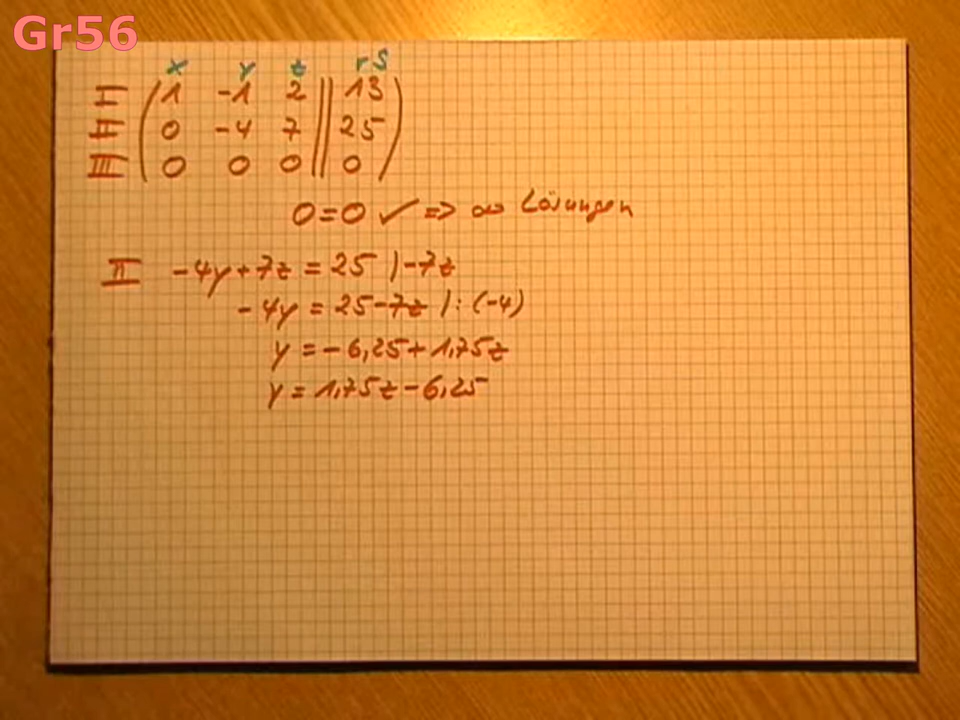 Gr56
x y z rS
I ( 1 -1 2 || 13 )
II ( 0 -4 7 || 25 )
III ( 0 0 0 || 0 )
0=0 ✓ => ∞ Lösungen
II -4y+7z = 25 |-7z
-4y = 25-7z |:(-4)
y = -6,25+1,75z
y = 1,75z-6,25